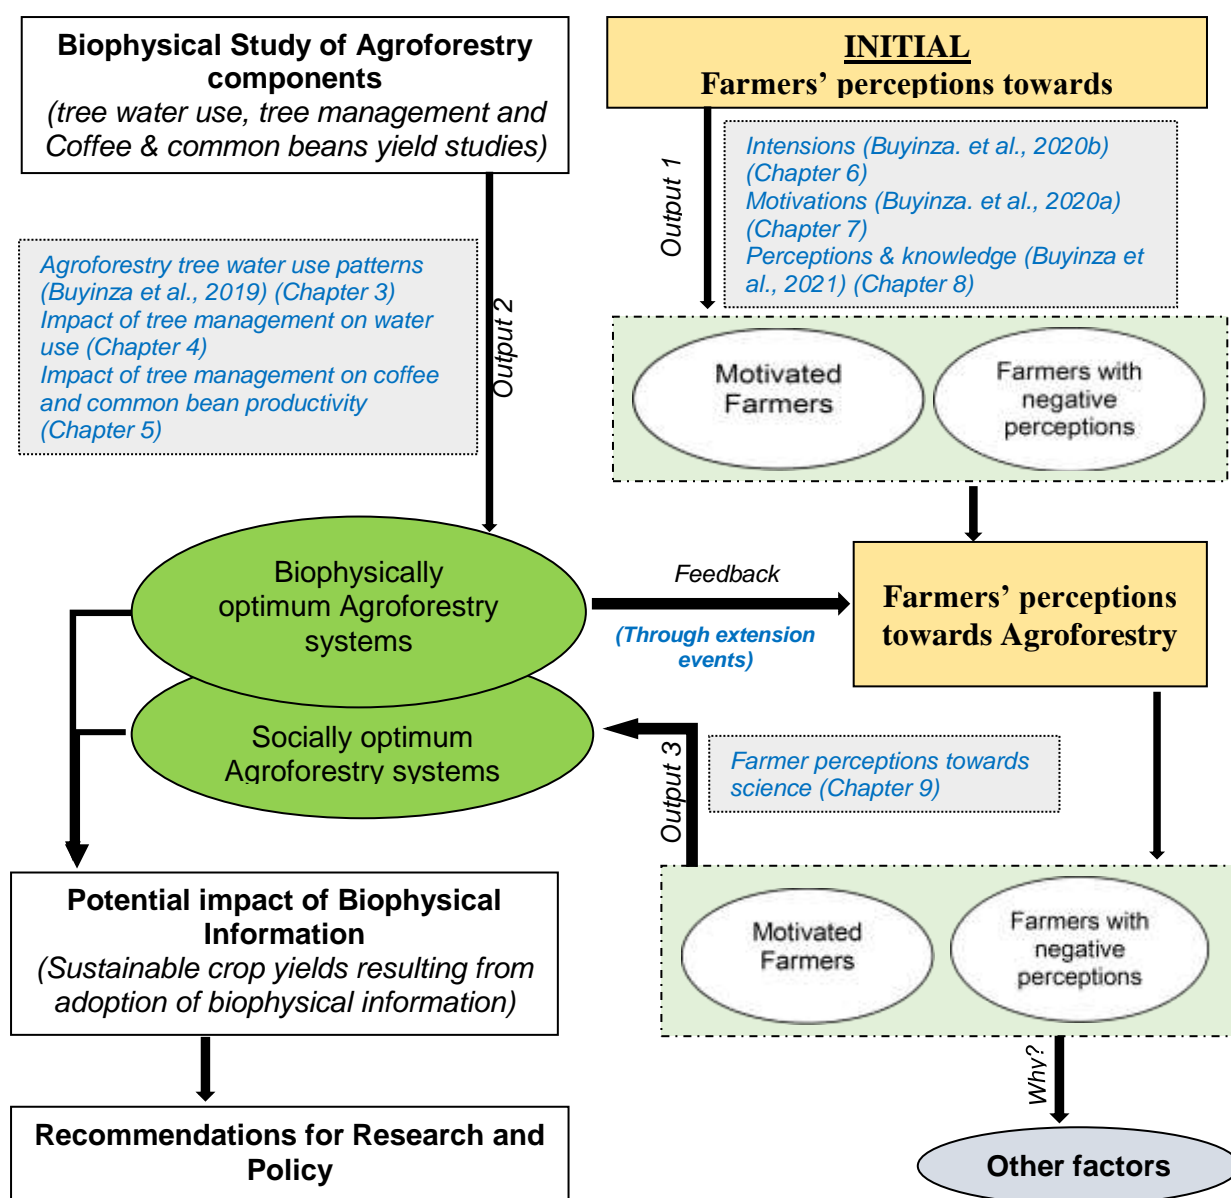 Biophysical Study of Agroforestry
components
(tree water use, tree management and
Coffee & common beans yield studies)
INITIAL
Farmers’ perceptions towards
Output 1
Intensions (Buyinza. et al., 2020b)
(Chapter 6)
Motivations (Buyinza. et al., 2020a)
(Chapter 7)
Perceptions & knowledge (Buyinza et
al., 2021) (Chapter 8)
Agroforestry tree water use patterns
(Buyinza et al., 2019) (Chapter 3)
Impact of tree management on water
use (Chapter 4)
Impact of tree management on coffee
and common bean productivity
(Chapter 5)
Output 2
Motivated
Farmers
Farmers with
negative
perceptions
Biophysically
optimum Agroforestry
systems
Feedback
(Through extension
events)
Farmers’ perceptions
towards Agroforestry
Socially optimum
Agroforestry systems
Output 3
Farmer perceptions towards
science (Chapter 9)
Potential impact of Biophysical
Information
(Sustainable crop yields resulting from
adoption of biophysical information)
Motivated
Farmers
Farmers with
negative
perceptions
Why?
Recommendations for Research and
Policy
Other factors